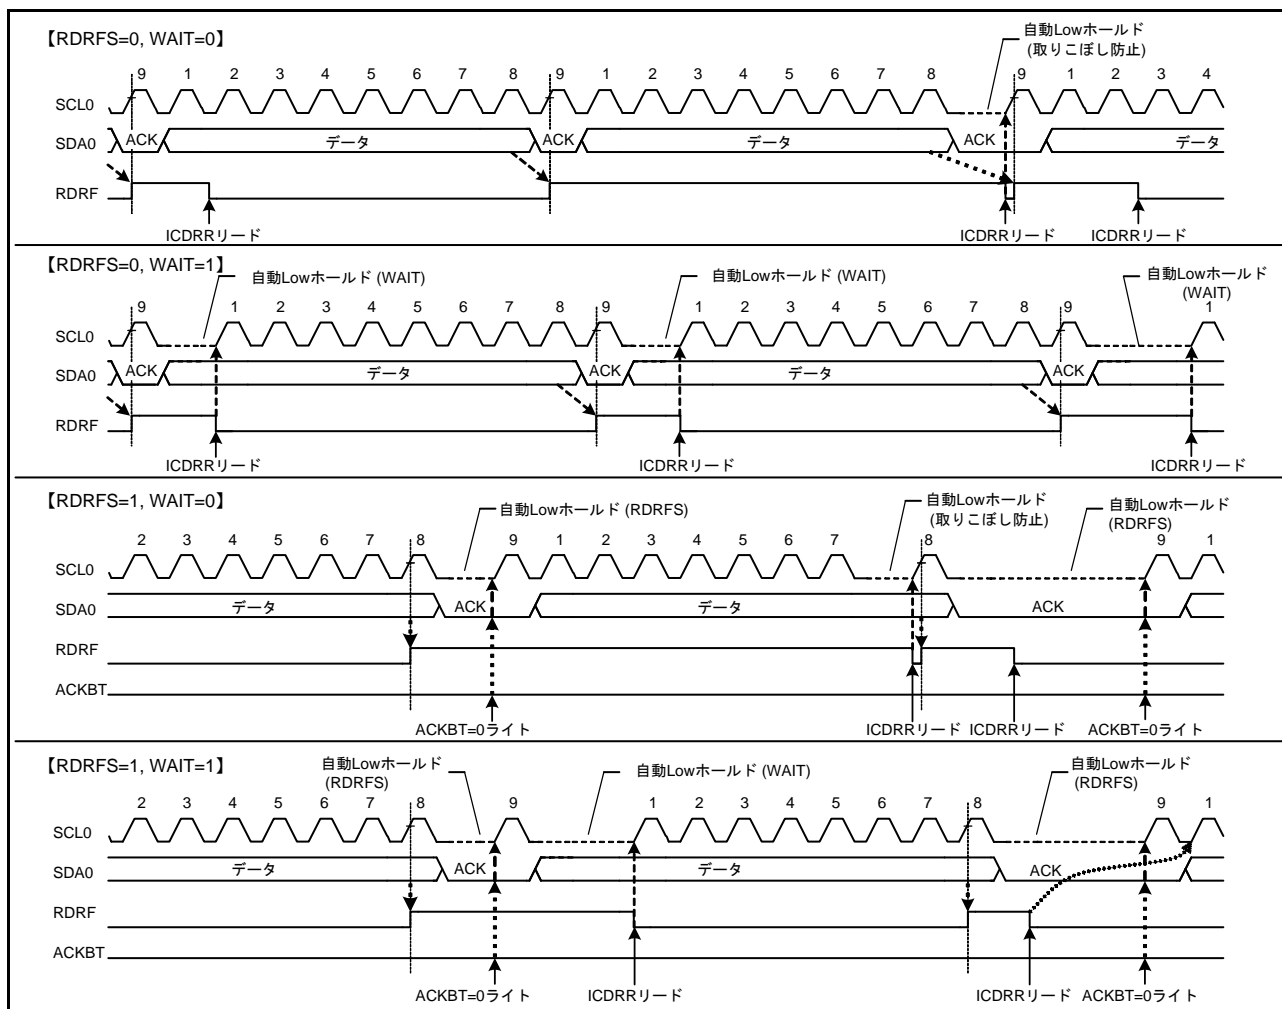 【RDRFS=0, WAIT=0】
自動Lowホールド
(取りこぼし防止)
9 1 2 3 4 5 6 7 8 9 1 2 3 4 5 6 7 8 9 1 2 3 4
SCL0
SDA0 ACK データ ACK データ ACK データ
RDRF
ICDRRリード ICDRRリード ICDRRリード
【RDRFS=0, WAIT=1】
自動Lowホールド (WAIT) 自動Lowホールド (WAIT) 自動Lowホールド
(WAIT)
9 1 2 3 4 5 6 7 8 9 1 2 3 4 5 6 7 8 9 1
SCL0
SDA0 ACK データ ACK データ ACK
RDRF
ICDRRリード ICDRRリード ICDRRリード
【RDRFS=1, WAIT=0】
自動Lowホールド (RDRFS) 自動Lowホールド
(取りこぼし防止)
自動Lowホールド
(RDRFS)
2 3 4 5 6 7 8 9 1 2 3 4 5 6 7 8 9 1
SCL0
SDA0 データ ACK データ ACK
RDRF
ACKBT
ACKBT=0ライト ICDRRリード ICDRRリード ACKBT=0ライト
【RDRFS=1, WAIT=1】
自動Lowホールド
(RDRFS)
自動Lowホールド (WAIT)
自動Lowホールド
(RDRFS)
2 3 4 5 6 7 8 9 1 2 3 4 5 6 7 8 9 1
SCL0
SDA0 データ ACK データ ACK
RDRF
ACKBT
ACKBT=0ライト ICDRRリード ICDRRリード ACKBT=0ライト